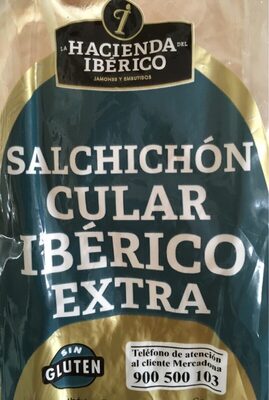 LA HACIENDA DEL
IBÉRICO
JAMONES Y EMBUTIDOS
SALCHICHÓN
CULAR
IBÉRICO
EXTRA
SIN
GLUTEN
Teléfono de atención
al cliente Mercadona
900 500 103